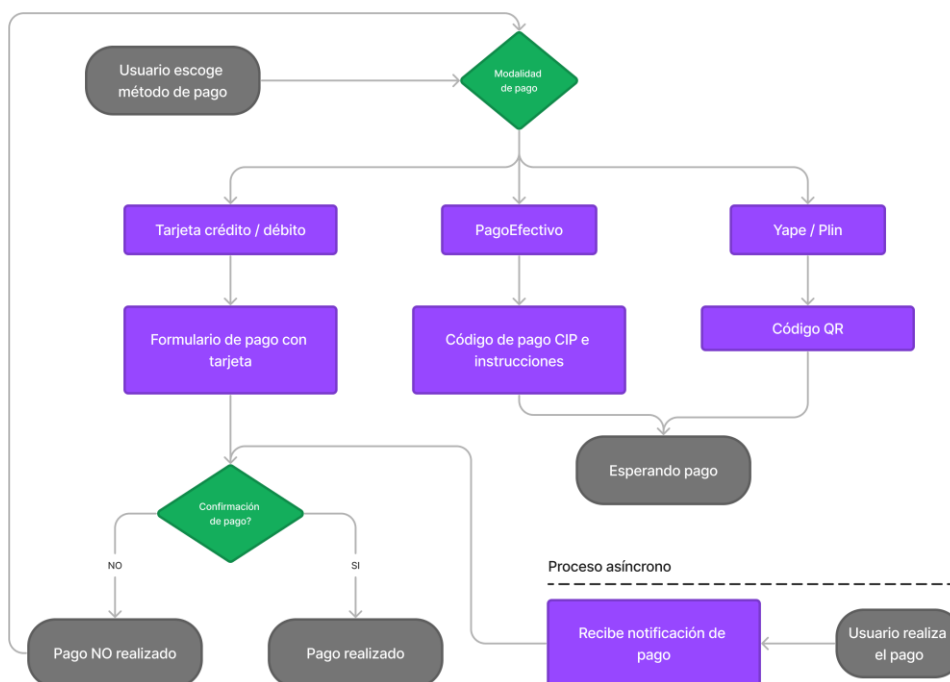 Usuario escoge
método de pago
Modalidad
de pago
Tarjeta crédito / débito
PagoEfectivo
Yape / Plin
Formulario de pago con
tarjeta
Código de pago CIP e
instrucciones
Código QR
Esperando pago
Confirmación
de pago?
NO
SI
Proceso asíncrono
Pago NO realizado
Pago realizado
Recibe notificación de
pago
Usuario realiza
el pago